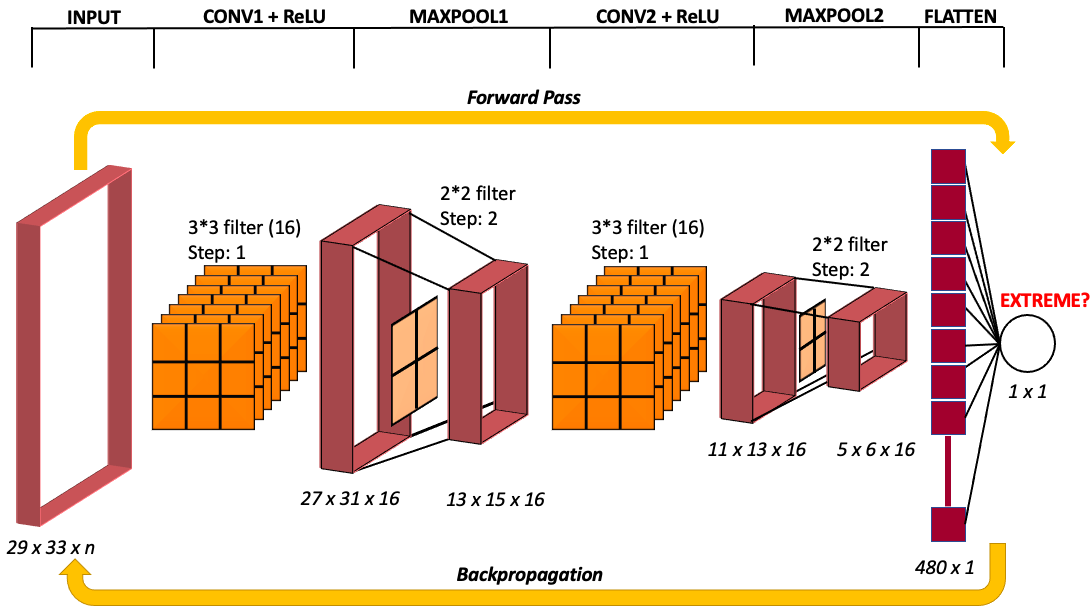 INPUT
CONV1 + ReLU
MAXPOOL1
CONV2 + ReLU
MAXPOOL2
FLATTEN
Forward Pass
3*3 filter (16)
Step: 1
2*2 filter
Step: 2
3*3 filter (16)
Step: 1
2*2 filter
Step: 2
EXTREME?
1 x 1
29 x 33 x n
27 x 31 x 16
13 x 15 x 16
11 x 13 x 16
5 x 6 x 16
480 x 1
Backpropagation